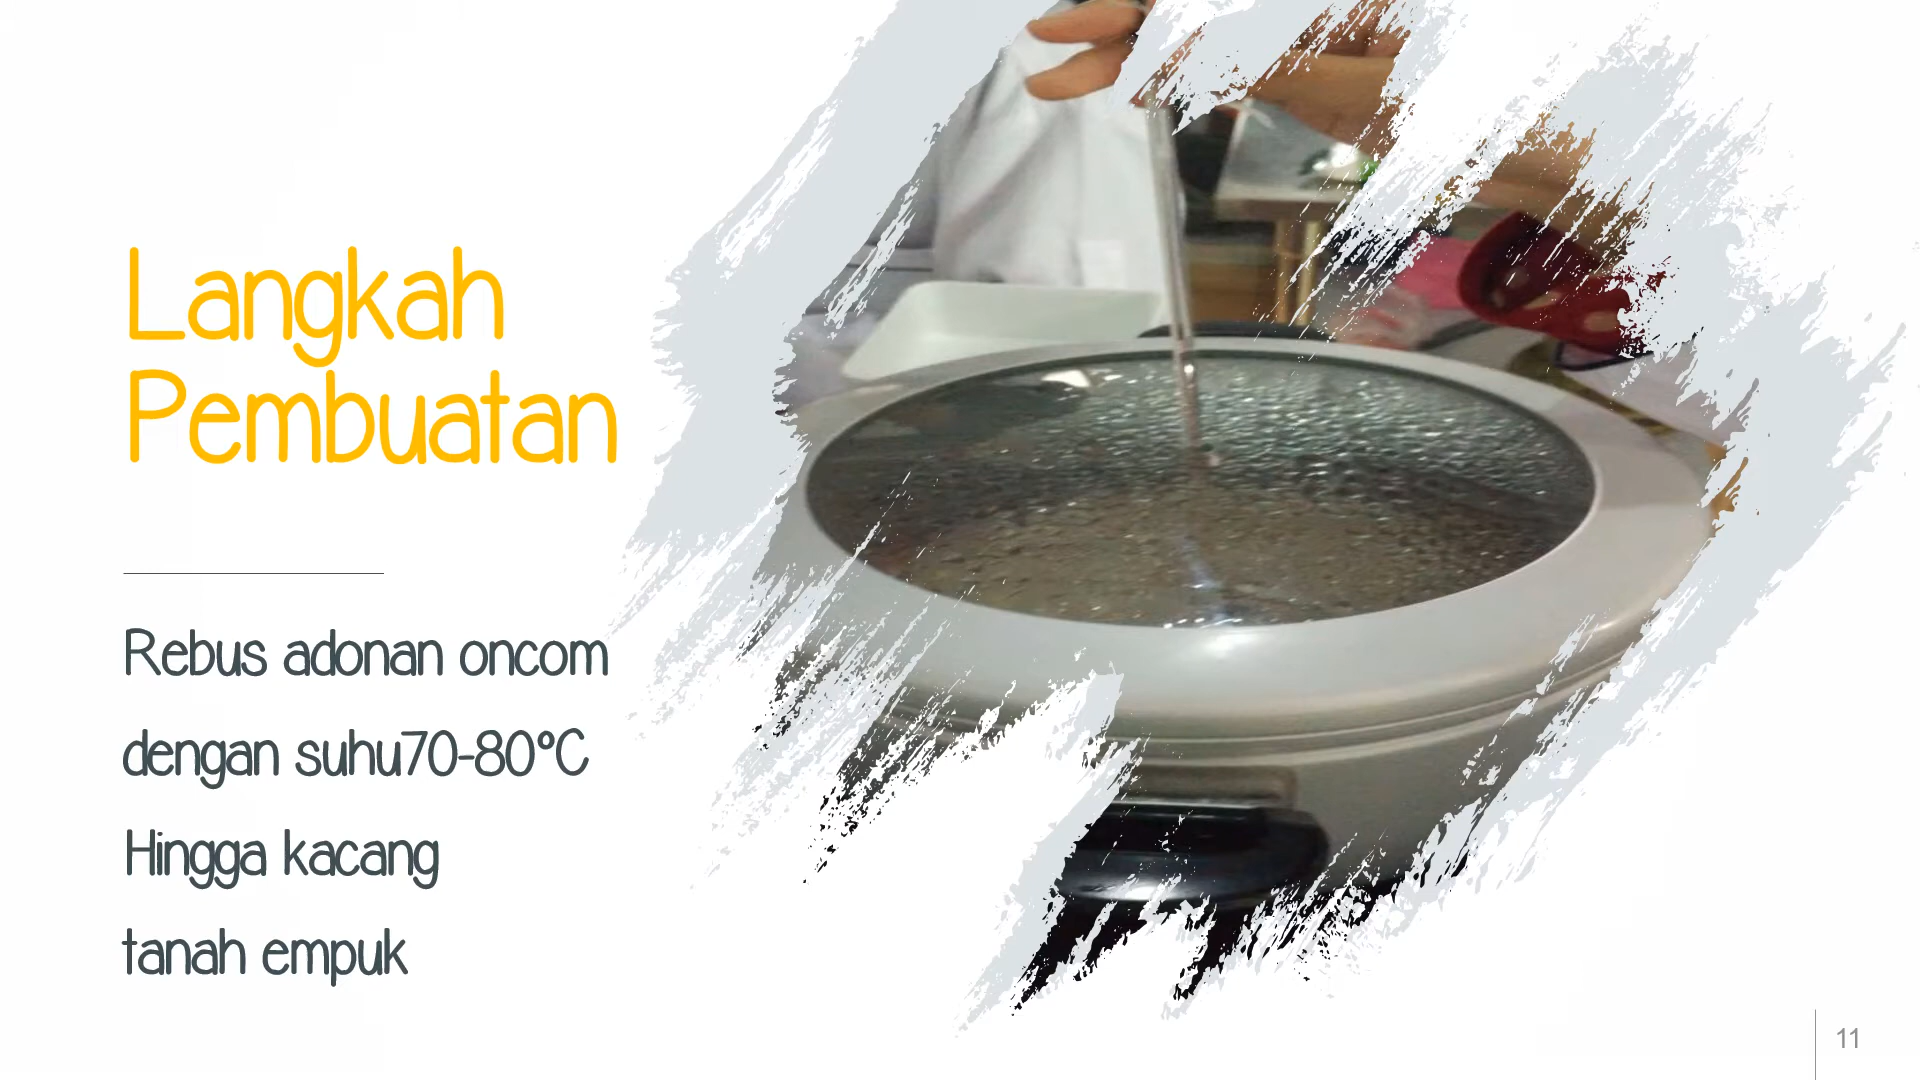 Langkah
Pembuatan
Rebus adonan oncom
dengan suhu70-80°C
Hingga kacang
tanah empuk
11